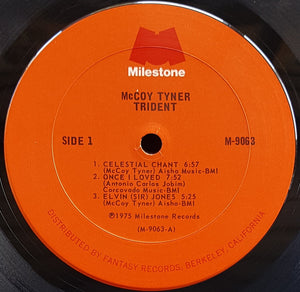 Milestone
McCOY TYNER
TRIDENT
SIDE 1 M-9063
1. CELESTIAL CHANT 6:57
(McCoy Tyner) Aisha Music-BMI
2. ONCE I LOVED 7:52
(Antonio Carlos Jobim)
Corcovado Music-BMI
3. ELVIN (SIR) JONES 5:25
(McCoy Tyner) Aisha-BMI
℗1975 Milestone Records
(M-9063-A)
DISTRIBUTED BY FANTASY RECORDS, BERKELEY, CALIFORNIA